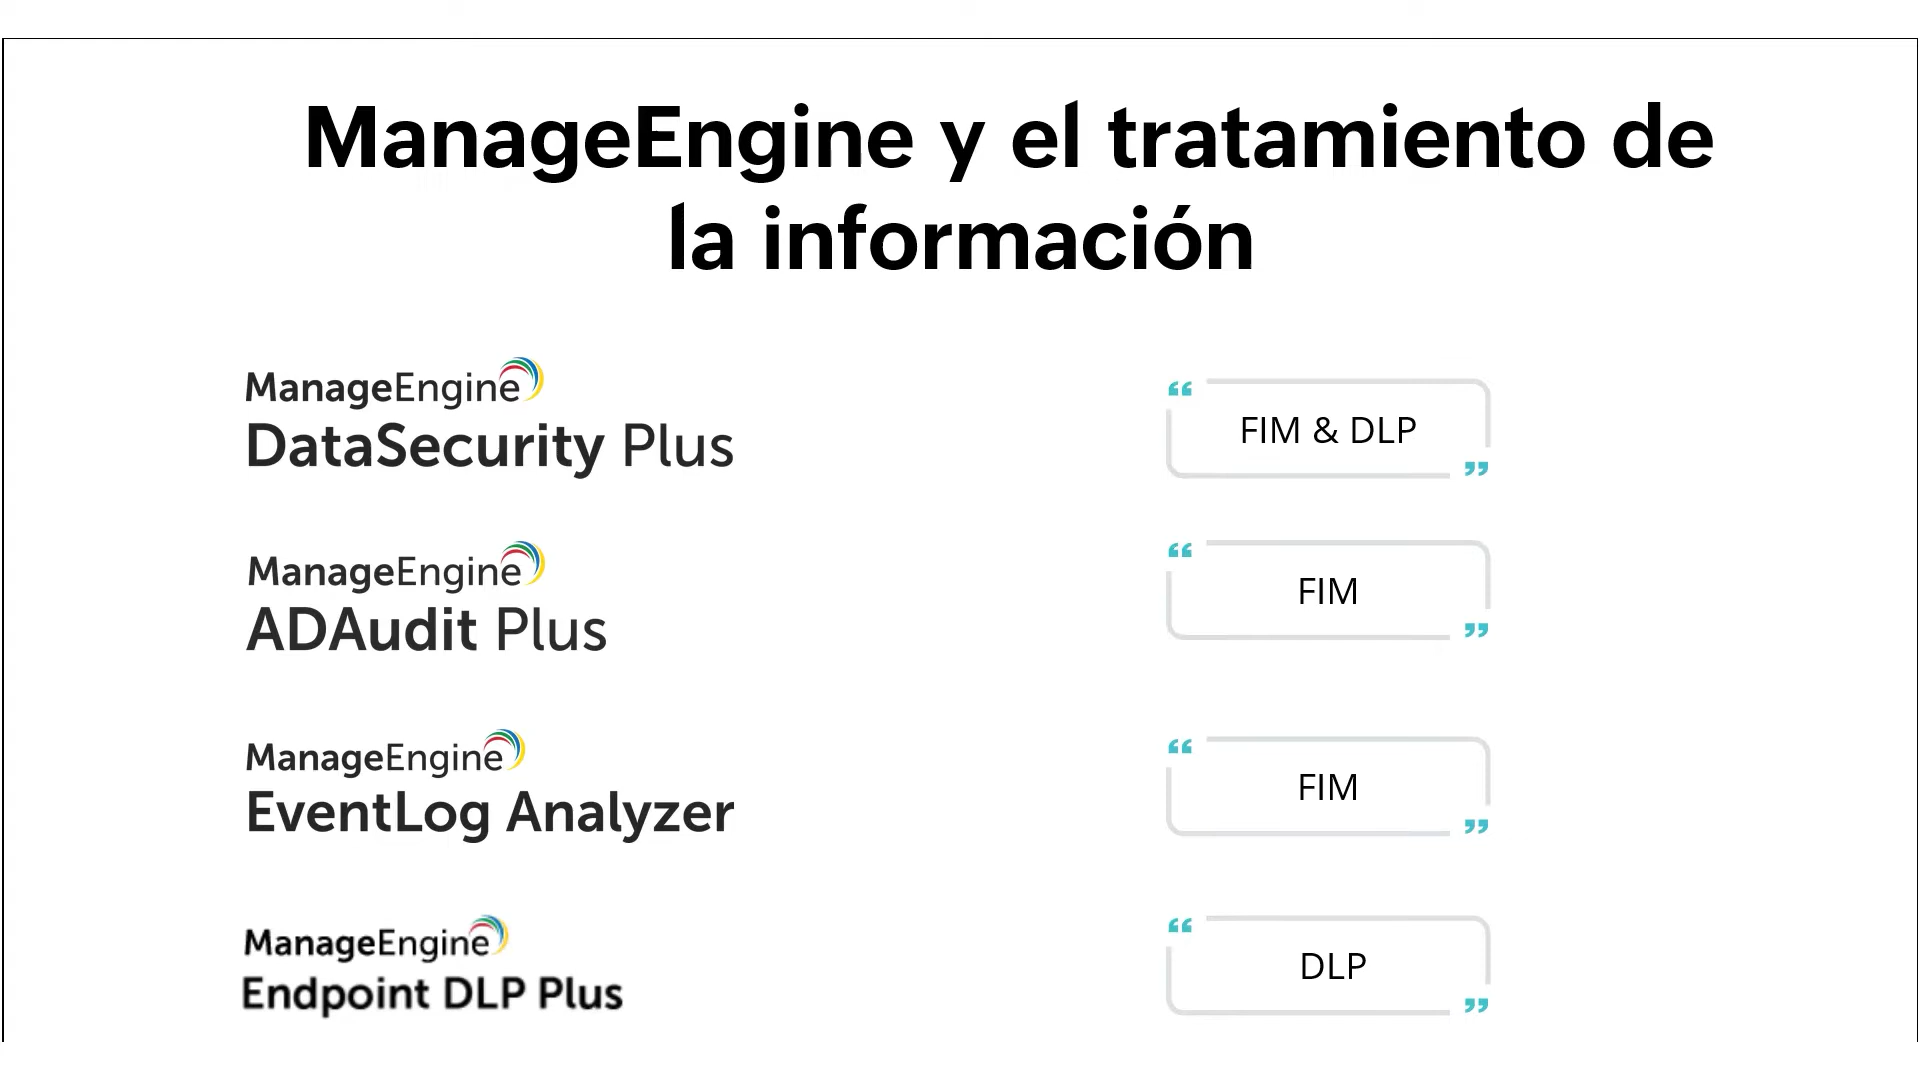 ManageEngine y el tratamiento de
la información
ManageEngine
DataSecurity Plus
“ FIM & DLP ”
ManageEngine
ADAudit Plus
“ FIM ”
ManageEngine
EventLog Analyzer
“ FIM ”
ManageEngine
Endpoint DLP Plus
“ DLP ”